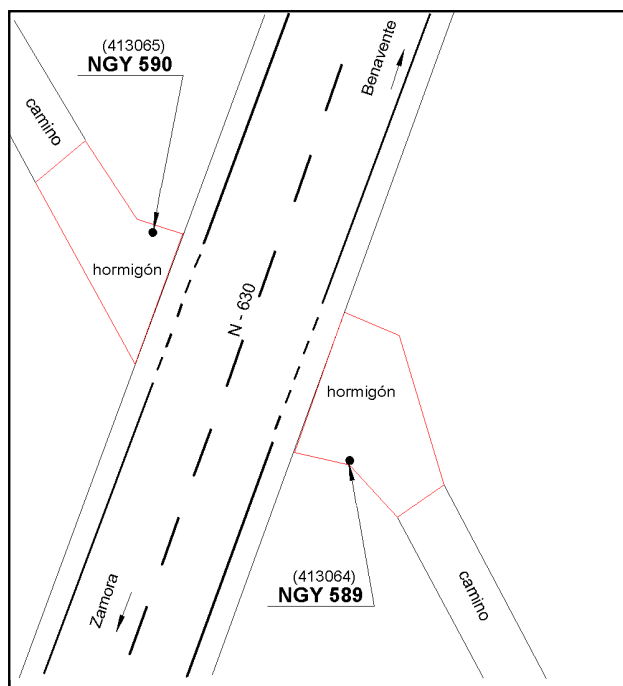 (413065)
NGY 590
camino
Benavente
hormigón
N - 630
hormigón
(413064)
NGY 589
Zamora
camino